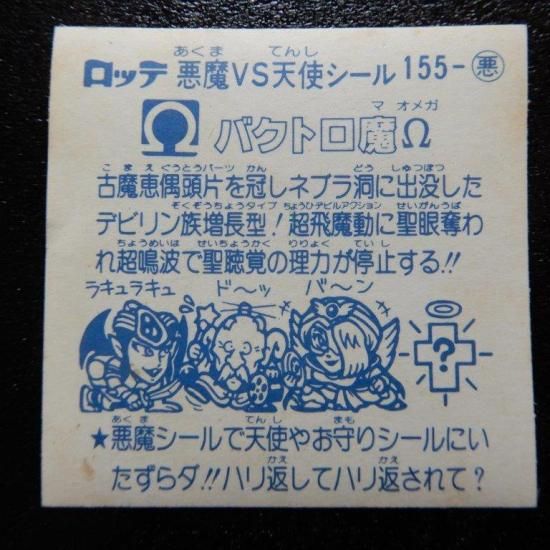 ロッテ 悪魔VS天使シール 155-悪
あくま てんし
Ω バクトロ魔Ω
マ オメガ
古魔恵偶頭片を冠しネブラ洞に出没した
こまえぐうとうパーツ かん どう しゅつぼつ
デビリン族増長型!超飛魔動に聖眼奪わ
ぞくぞうちょうタイプ ちょうひデビルアクション せいがんうば
れ超鳴波で聖聴覚の理力が停止する!!
ちょうめいは せいちょうかく りりょく ていし
ラキュラキュ ド〜ッ バ〜ン
?
★悪魔シールで天使やお守りシールにい
あくま てんし まも
たずらダ!!ハリ返してハリ返されて?
かえ かえ